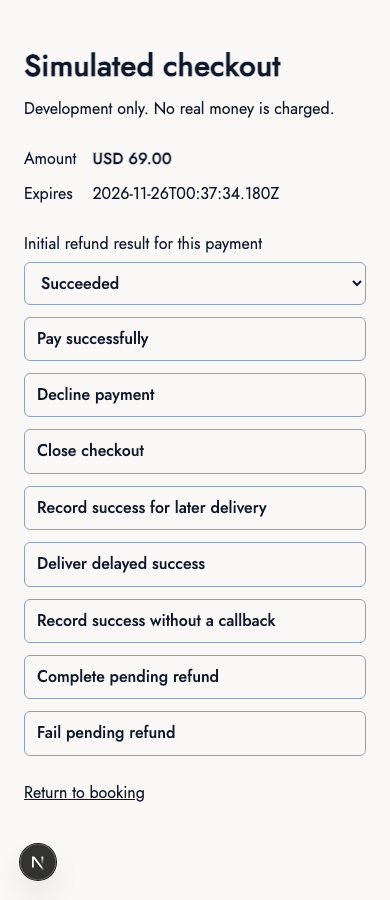 Simulated checkout
Development only. No real money is charged.
Amount USD 69.00
Expires 2026-11-26T00:37:34.180Z
Initial refund result for this payment
Succeeded
Pay successfully
Decline payment
Close checkout
Record success for later delivery
Deliver delayed success
Record success without a callback
Complete pending refund
Fail pending refund
Return to booking
N